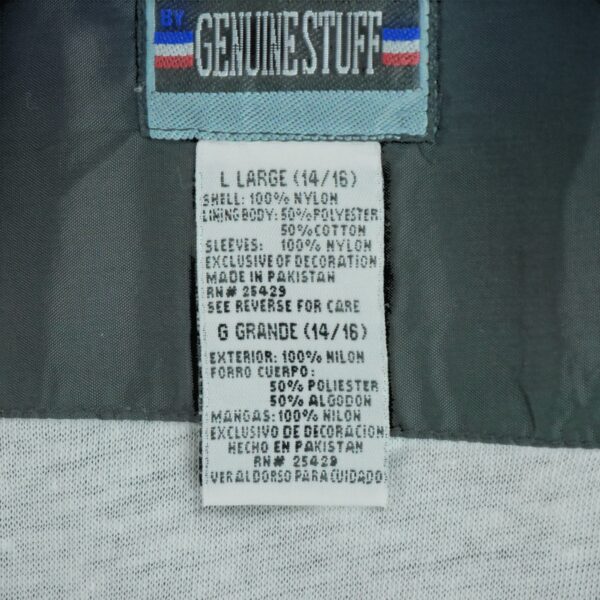 BY
GENUINE STUFF
L LARGE (14/16)
SHELL: 100% NYLON
LINING BODY: 50% POLYESTER
50% COTTON
SLEEVES: 100% NYLON
EXCLUSIVE OF DECORATION
MADE IN PAKISTAN
RN# 25429
SEE REVERSE FOR CARE
G GRANDE (14/16)
EXTERIOR: 100% NILON
FORRO CUERPO:
50% POLIESTER
50% ALGODON
MANGAS: 100% NILON
EXCLUSIVO DE DECORACION
HECHO EN PAKISTAN
RN# 25429
VER AL DORSO PARA CUIDADO